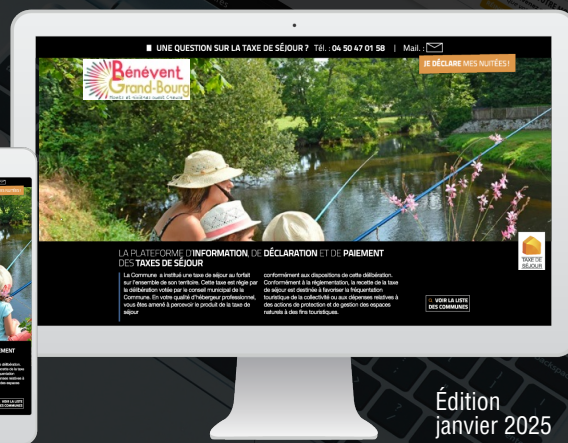 UNE QUESTION SUR LA TAXE DE SÉJOUR ? Tél. : 04 50 47 01 58 | Mail. :
JE DÉCLARE MES NUITÉES !
Bénévent
Grand-Bourg
Monts et rivières ouest Creuse
LA PLATEFORME D'INFORMATION, DE DÉCLARATION ET DE PAIEMENT
DES TAXES DE SÉJOUR
La Commune a institué une taxe de séjour au forfait
sur l'ensemble de son territoire. Cette taxe est régie par
la délibération votée par le conseil municipal de la
Commune. En votre qualité d'hébergeur professionnel,
vous êtes amené à percevoir le produit de la taxe de
séjour
conformément aux dispositions de cette délibération.
Conformément à la réglementation, la recette de la taxe
de séjour est destinée à favoriser la fréquentation
touristique de la collectivité ou aux dépenses relatives à
des actions de protection et de gestion des espaces
naturels à des fins touristiques.
TAXE DE
SÉJOUR
VOIR LA LISTE
DES COMMUNES
Édition
janvier 2025